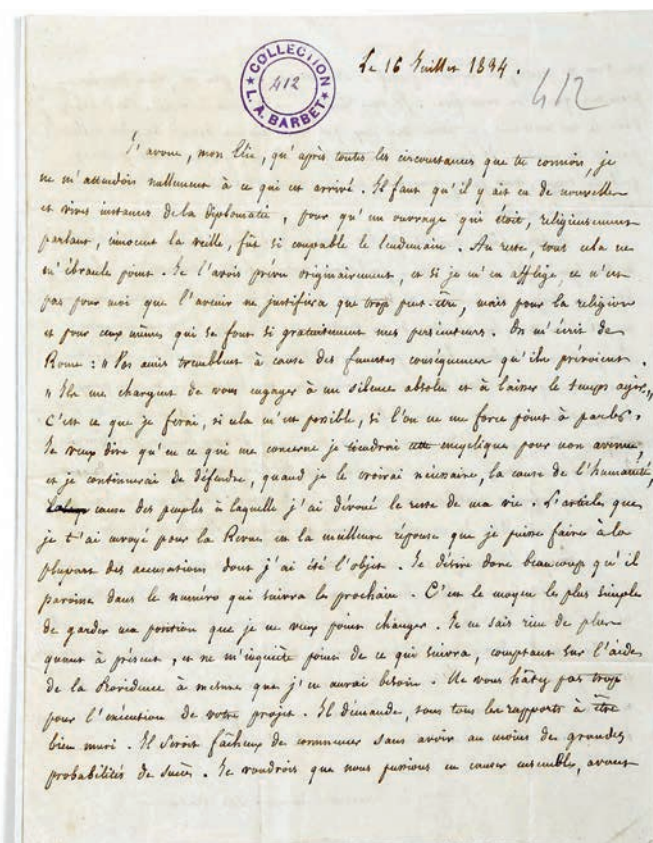 COLLECTION
412
L. A. BARBET
Le 16 Juillet 1834.
412
J'avoue, mon Elie, qu'après toutes les circonstances que tu connois, je
ne m'attendois nullement à ce qui est arrivé. Il faut qu'il y ait eu de nouvelles
et vives instances de la diplomatie, pour qu'un ouvrage qui étoit, religieusement
parlant, innocent la veille, fût si coupable le lendemain. Au reste, tout cela ne
m'ébranle point. Je l'avois prévu originairement, et si je m'en afflige, ce n'est
pas pour moi que l'avenir ne justifiera que trop peut-être, mais pour la religion
et pour ceux mêmes qui se font si gratuitement mes persécuteurs. On m'écrit de
Rome : " Vos amis tremblent à cause des funestes conséquences qu'ils prévoient.
" Ils me chargent de vous engager à un silence absolu et à laisser le temps agir „
C'est ce que je ferai, si cela m'est possible, si l'on ne me force point à parler.
Je veux dire qu'en ce qui me concerne je tiendrai cette encyclique pour non avenue,
et je continuerai de défendre, quand je le croirai nécessaire, la cause de l'humanité,
cause des peuples à laquelle j'ai dévoué le reste de ma vie. L'article que
je t'ai envoyé pour la Revue est la meilleure réponse que je puisse faire à la
plupart des accusations dont j'ai été l'objet. Je désire donc beaucoup qu'il
paroisse dans le numéro qui suivra le prochain. C'est le moyen le plus simple
de garder ma position que je ne veux point changer. Je ne sais rien de plus
quant à présent, et ne m'inquiète point de ce qui suivra, comptant sur l'aide
de la Providence à mesure que j'en aurai besoin. Ne vous hâtez pas trop
pour l'exécution de votre projet. Il demande, sous tous les rapports à être
bien muri. Il seroit fâcheux de commencer sans avoir au moins de grandes
probabilités de succès. Je voudrois que nous pussions en causer ensemble, avant